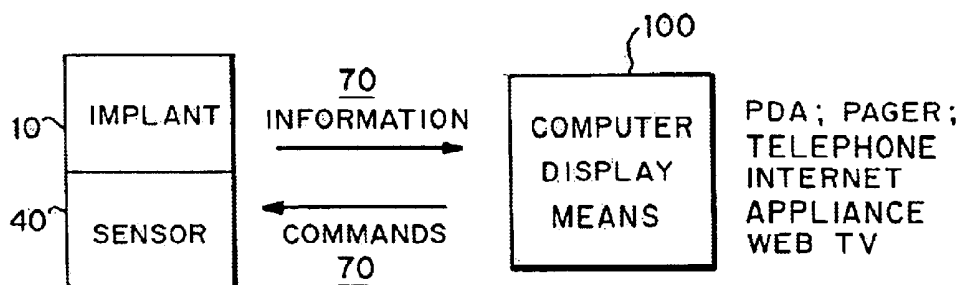 100
10
IMPLANT
40
SENSOR
70
INFORMATION
COMMANDS
70
COMPUTER
DISPLAY
MEANS
PDA; PAGER;
TELEPHONE
INTERNET
APPLIANCE
WEB TV